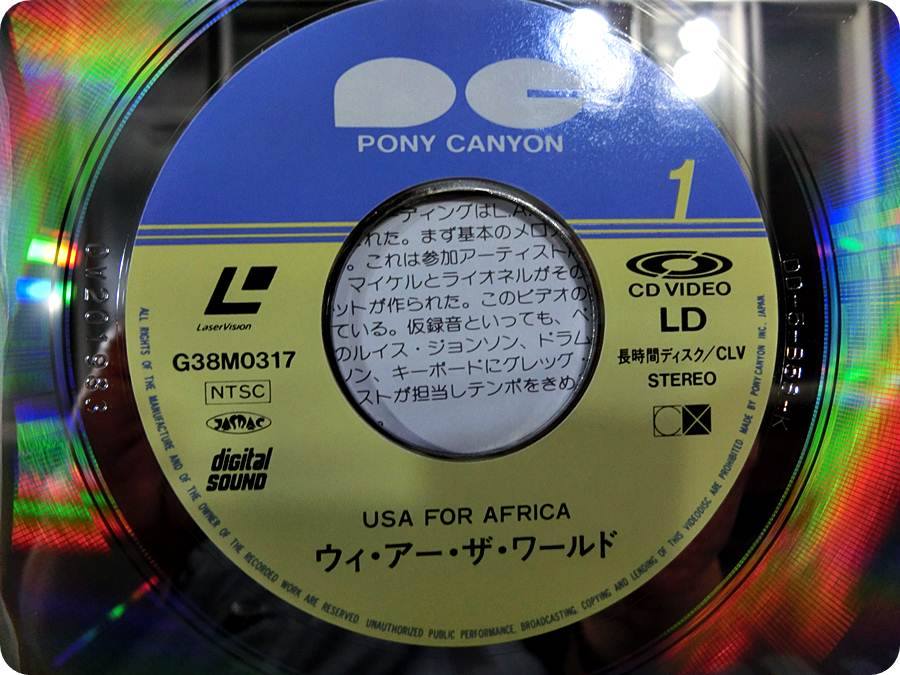 PONY CANYON
1
LaserVision
G38M0317
NTSC
JASRAC
digital
SOUND
CD VIDEO
LD
長時間ディスク/CLV
STEREO
CX
ーディングはL.A.
れた。まず基本のメロ
。これは参加アーティスト
マイケルとライオネルがその
ットが作られた。このビデオの
ている。仮録音といっても、ベ
のルイス・ジョンソン、ドラム
ン、キーボードにグレッグ・
ストが担当しテンポをきめ
USA FOR AFRICA
ウィ・アー・ザ・ワールド
ALL RIGHTS OF THE MANUFACTURE AND OF THE OWNER OF THE RECORDED WORK ARE RESERVED. UNAUTHORIZED PUBLIC PERFORMANCE, BROADCASTING, COPYING AND LENDING OF THIS VIDEODISC ARE PROHIBITED. MADE BY PONY CANYON INC. JAPAN